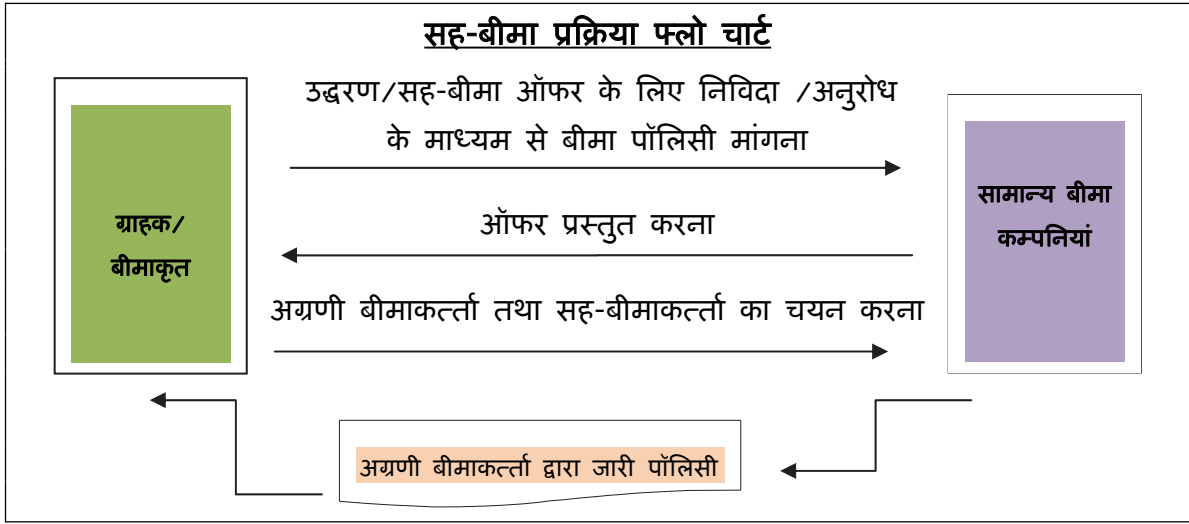 सह-बीमा प्रक्रिया फ्लो चार्ट
उद्धरण/सह-बीमा ऑफर के लिए निविदा /अनुरोध
के माध्यम से बीमा पॉलिसी मांगना
ग्राहक/
बीमाकृत
सामान्य बीमा
कम्पनियां
ऑफर प्रस्तुत करना
अग्रणी बीमाकर्त्ता तथा सह-बीमाकर्त्ता का चयन करना
अग्रणी बीमाकर्त्ता द्वारा जारी पॉलिसी